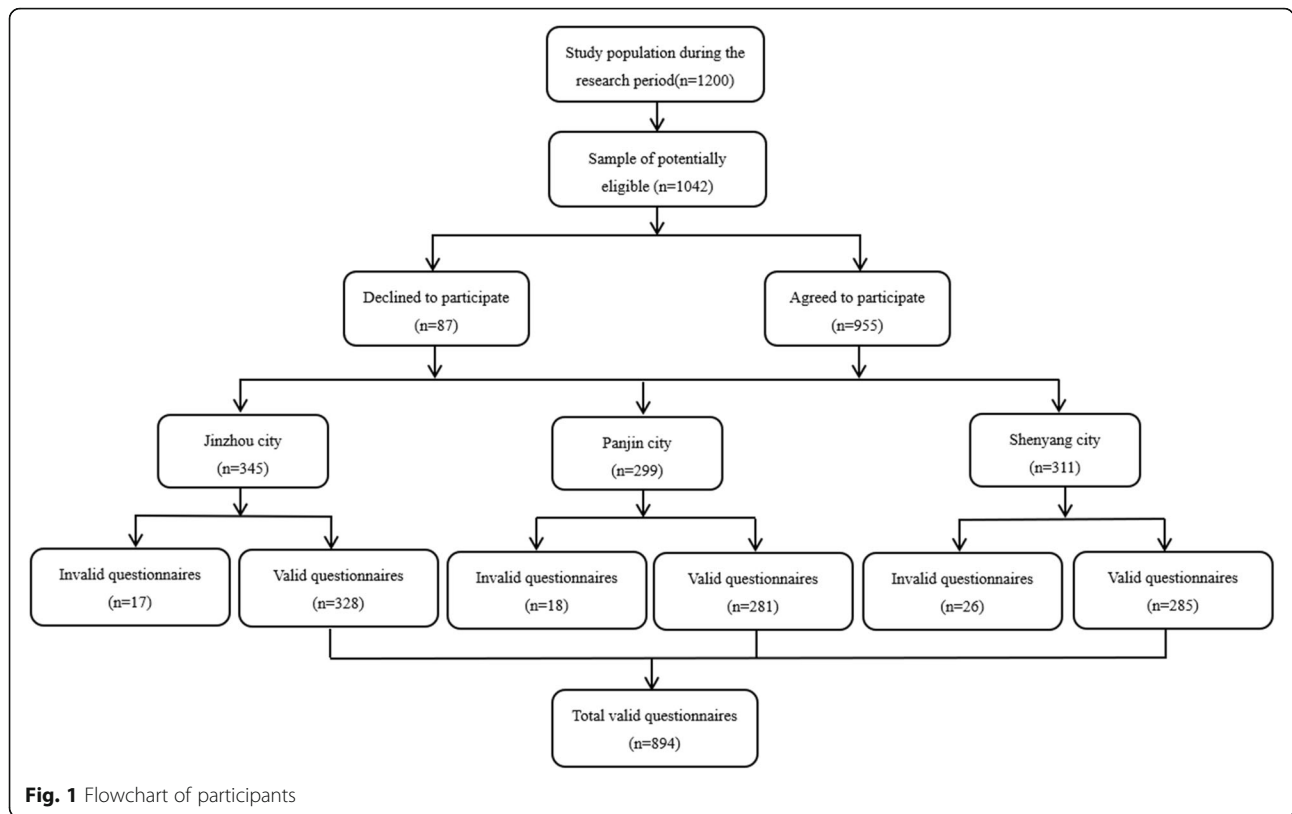 Study population during the
research period(n=1200)
Sample of potentially
eligible (n=1042)
Declined to participate
(n=87)
Agreed to participate
(n=955)
Jinzhou city
(n=345)
Panjin city
(n=299)
Shenyang city
(n=311)
Invalid questionnaires
(n=17)
Valid questionnaires
(n=328)
Invalid questionnaires
(n=18)
Valid questionnaires
(n=281)
Invalid questionnaires
(n=26)
Valid questionnaires
(n=285)
Total valid questionnaires
(n=894)
Fig. 1 Flowchart of participants